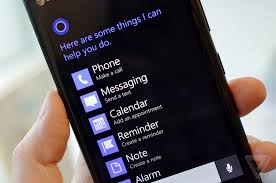 Here are some things I can
help you do.
Phone
Make a call
Messaging
Send a text
Calendar
Add an appointment
Reminder
Create a reminder
Note
Create a note
Alarm